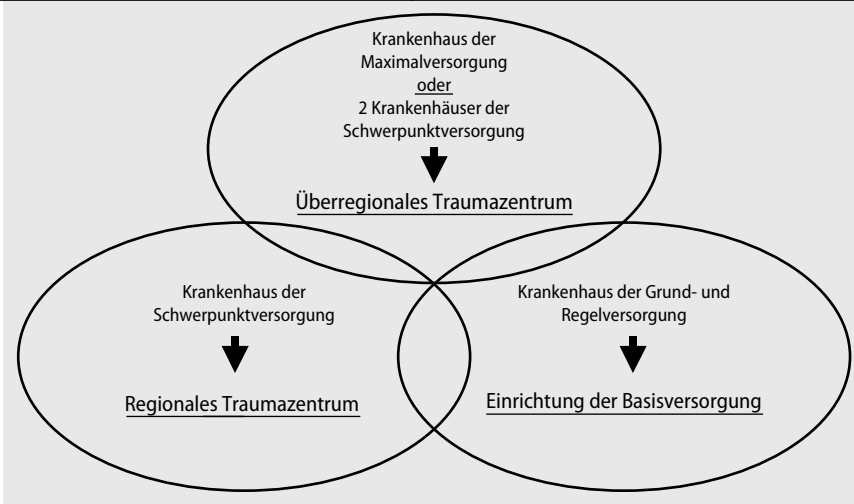 Krankenhaus der
Maximalversorgung
oder
2 Krankenhäuser der
Schwerpunktversorgung
Überregionales Traumazentrum
Krankenhaus der
Schwerpunktversorgung
Regionales Traumazentrum
Krankenhaus der Grund- und
Regelversorgung
Einrichtung der Basisversorgung